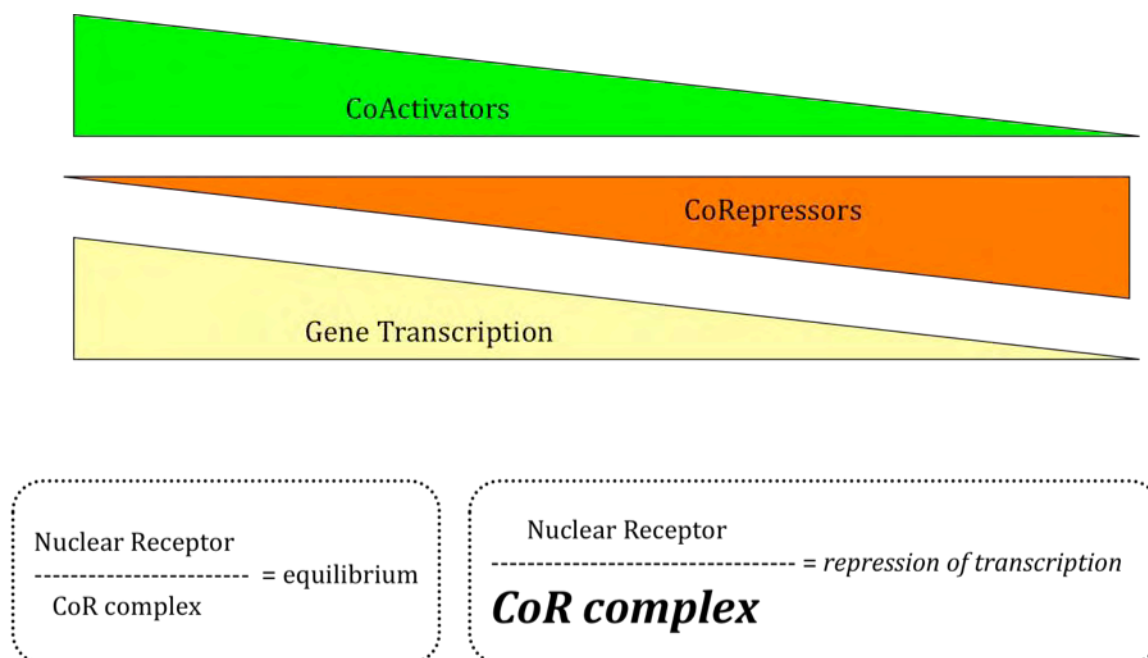 CoActivators
CoRepressors
Gene Transcription
Nuclear Receptor
---------------------- = equilibrium
CoR complex
Nuclear Receptor
------------------------------- = repression of transcription
CoR complex